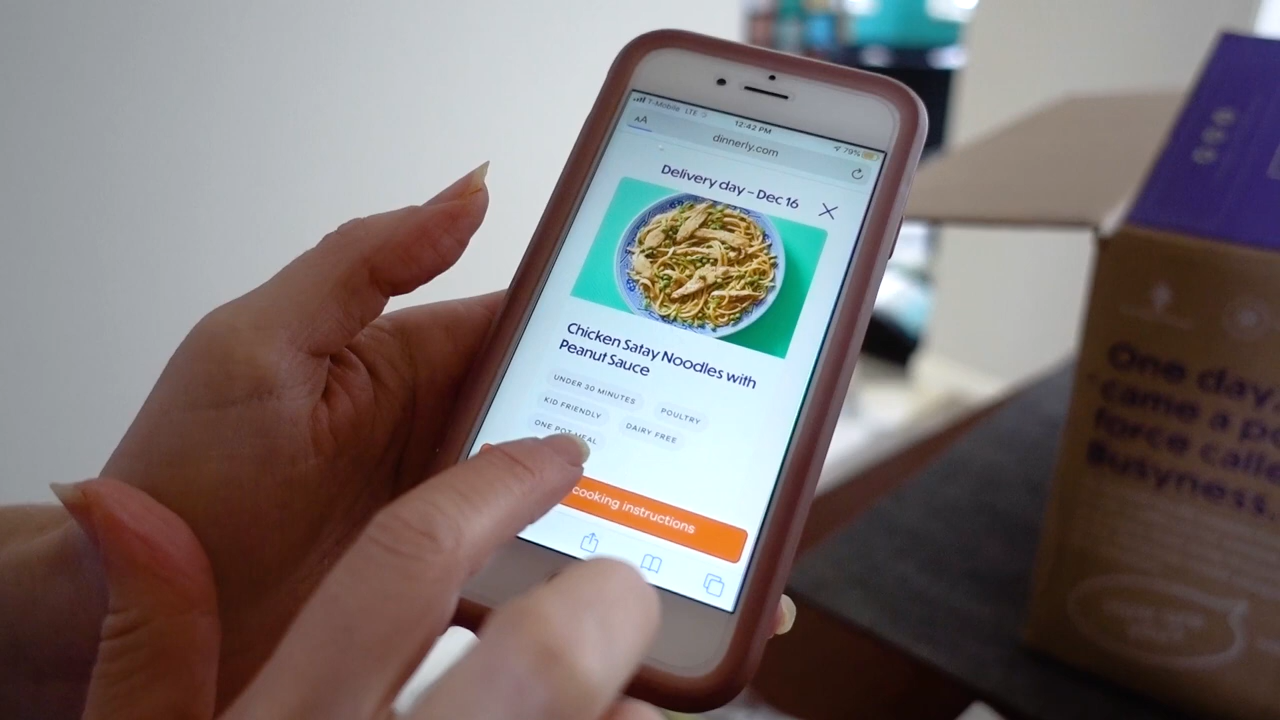 T-Mobile LTE
12:42 PM
79%
AA
dinnerly.com
Delivery day – Dec 16
Chicken Satay Noodles with
Peanut Sauce
UNDER 30 MINUTES
POULTRY
KID FRIENDLY
DAIRY FREE
ONE POT MEAL
cooking instructions
One day,
came a po
force calle
Busyness.